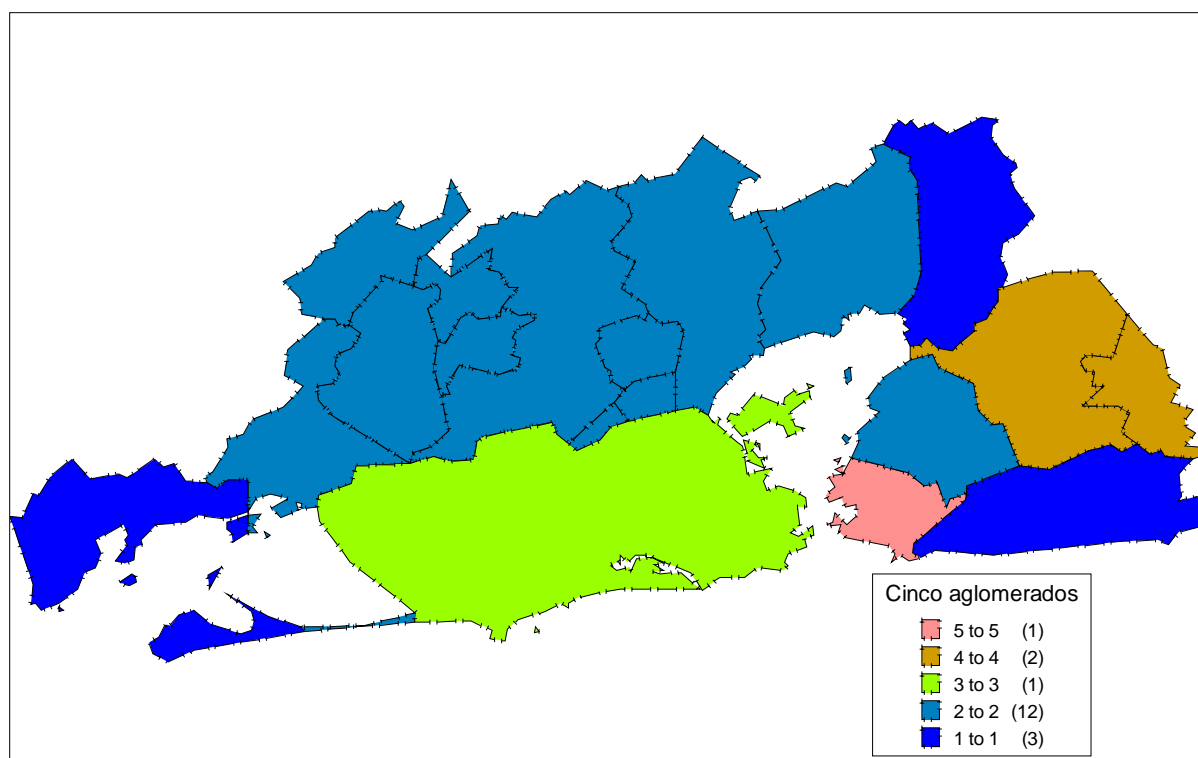 Cinco aglomerados
5 to 5 (1)
4 to 4 (2)
3 to 3 (1)
2 to 2 (12)
1 to 1 (3)